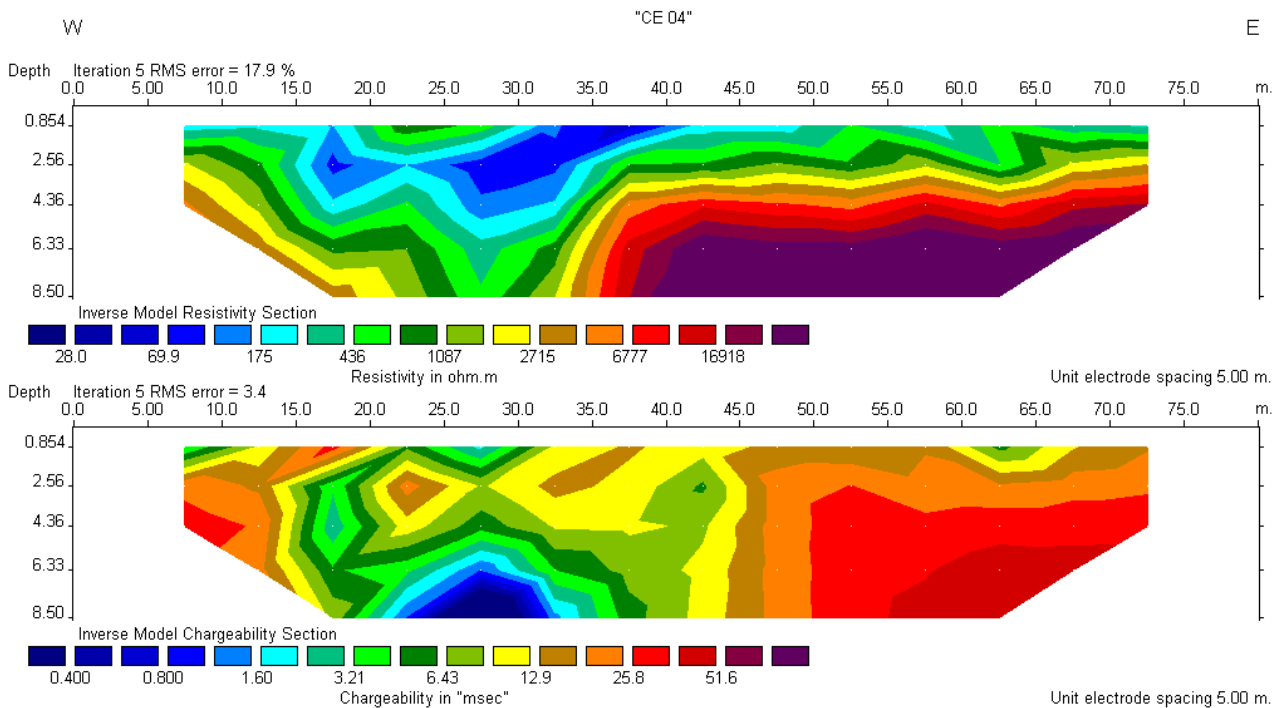 "CE 04"
W E
Depth Iteration 5 RMS error = 17.9 %
0.0 5.00 10.0 15.0 20.0 25.0 30.0 35.0 40.0 45.0 50.0 55.0 60.0 65.0 70.0 75.0 m.
0.854
2.56
4.36
6.33
8.50
Inverse Model Resistivity Section
28.0 69.9 175 436 1087 2715 6777 16918
Resistivity in ohm.m Unit electrode spacing 5.00 m.
Depth Iteration 5 RMS error = 3.4
0.0 5.00 10.0 15.0 20.0 25.0 30.0 35.0 40.0 45.0 50.0 55.0 60.0 65.0 70.0 75.0 m.
0.854
2.56
4.36
6.33
8.50
Inverse Model Chargeability Section
0.400 0.800 1.60 3.21 6.43 12.9 25.8 51.6
Chargeability in "msec" Unit electrode spacing 5.00 m.